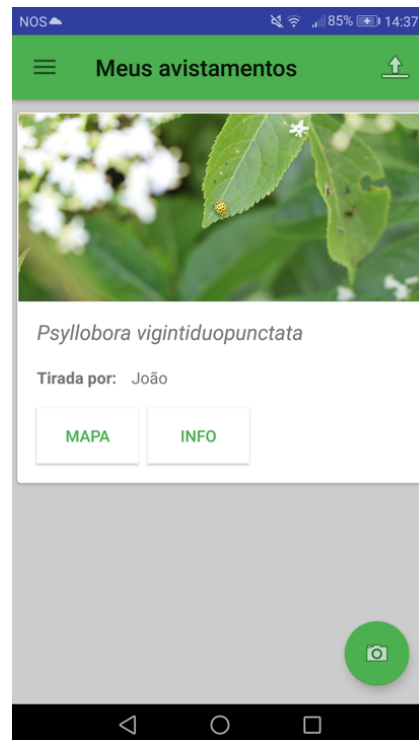 NOS 85% 14:37
Meus avistamentos
Psyllobora vigintiduopunctata
Tirada por: João
MAPA INFO